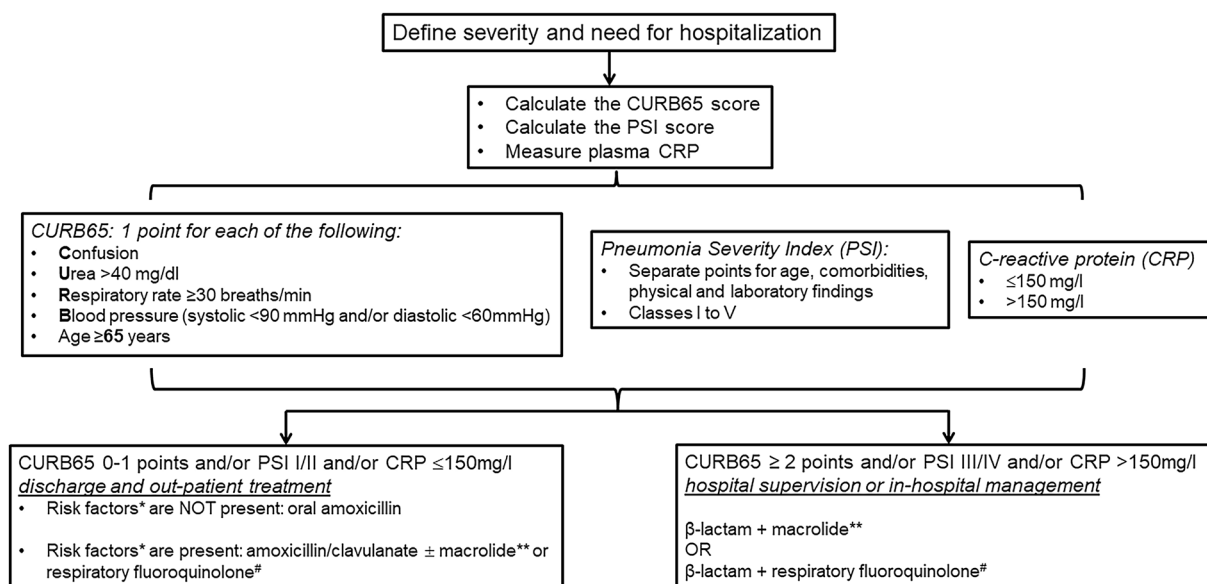 Define severity and need for hospitalization
• Calculate the CURB65 score
• Calculate the PSI score
• Measure plasma CRP
CURB65: 1 point for each of the following:
• Confusion
• Urea >40 mg/dl
• Respiratory rate ≥30 breaths/min
• Blood pressure (systolic <90 mmHg and/or diastolic <60mmHg)
• Age ≥65 years
Pneumonia Severity Index (PSI):
• Separate points for age, comorbidities,
physical and laboratory findings
• Classes I to V
C-reactive protein (CRP)
• ≤150 mg/l
• >150 mg/l
CURB65 0-1 points and/or PSI I/II and/or CRP ≤150mg/l
discharge and out-patient treatment
• Risk factors* are NOT present: oral amoxicillin
• Risk factors* are present: amoxicillin/clavulanate ± macrolide** or
respiratory fluoroquinolone#
CURB65 ≥ 2 points and/or PSI III/IV and/or CRP >150mg/l
hospital supervision or in-hospital management
β-lactam + macrolide**
OR
β-lactam + respiratory fluoroquinolone#